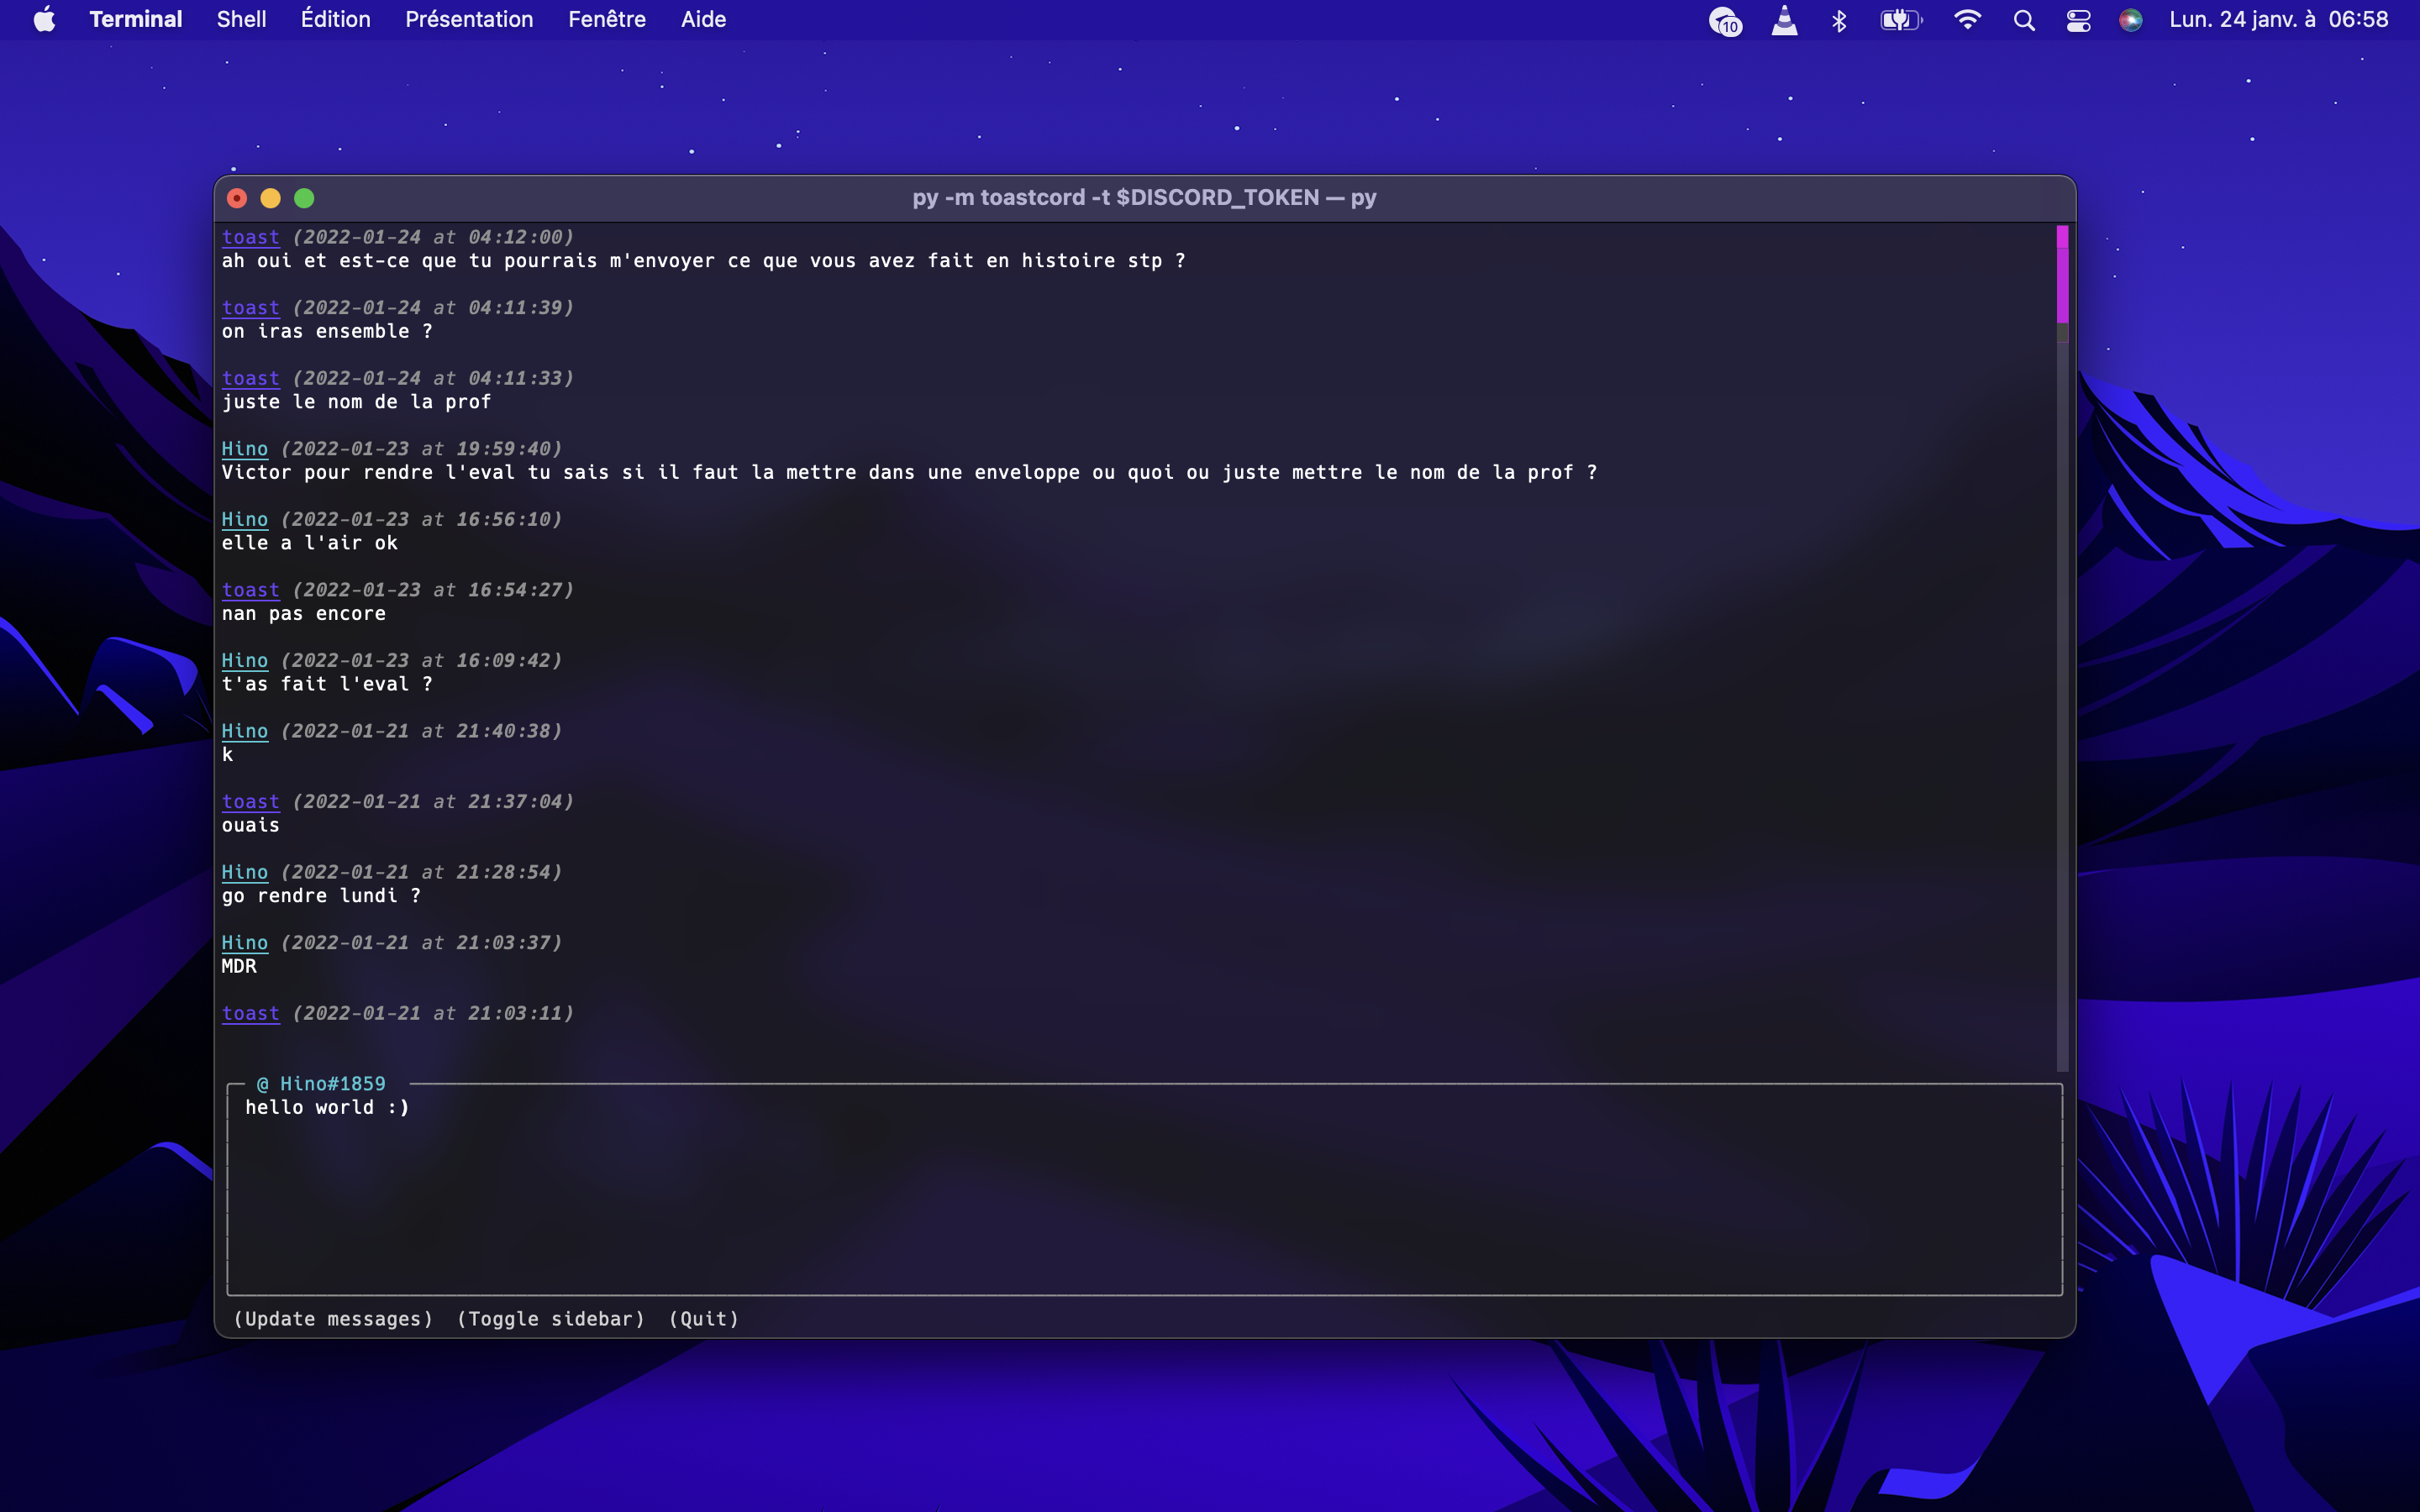 Terminal Shell Édition Présentation Fenêtre Aide 10 Lun. 24 janv. à 06:58
py -m toastcord -t $DISCORD_TOKEN — py
toast (2022-01-24 at 04:12:00)
ah oui et est-ce que tu pourrais m'envoyer ce que vous avez fait en histoire stp ?
toast (2022-01-24 at 04:11:39)
on iras ensemble ?
toast (2022-01-24 at 04:11:33)
juste le nom de la prof
Hino (2022-01-23 at 19:59:40)
Victor pour rendre l'eval tu sais si il faut la mettre dans une enveloppe ou quoi ou juste mettre le nom de la prof ?
Hino (2022-01-23 at 16:56:10)
elle a l'air ok
toast (2022-01-23 at 16:54:27)
nan pas encore
Hino (2022-01-23 at 16:09:42)
t'as fait l'eval ?
Hino (2022-01-21 at 21:40:38)
k
toast (2022-01-21 at 21:37:04)
ouais
Hino (2022-01-21 at 21:28:54)
go rendre lundi ?
Hino (2022-01-21 at 21:03:37)
MDR
toast (2022-01-21 at 21:03:11)
@ Hino#1859
hello world :)
(Update messages) (Toggle sidebar) (Quit)